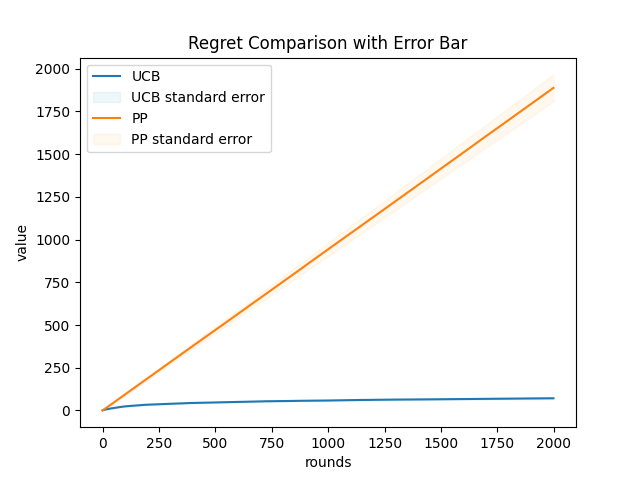 Regret Comparison with Error Bar
UCB
UCB standard error
PP
PP standard error
2000
1750
1500
1250
1000
750
500
250
0
value
0 250 500 750 1000 1250 1500 1750 2000
rounds